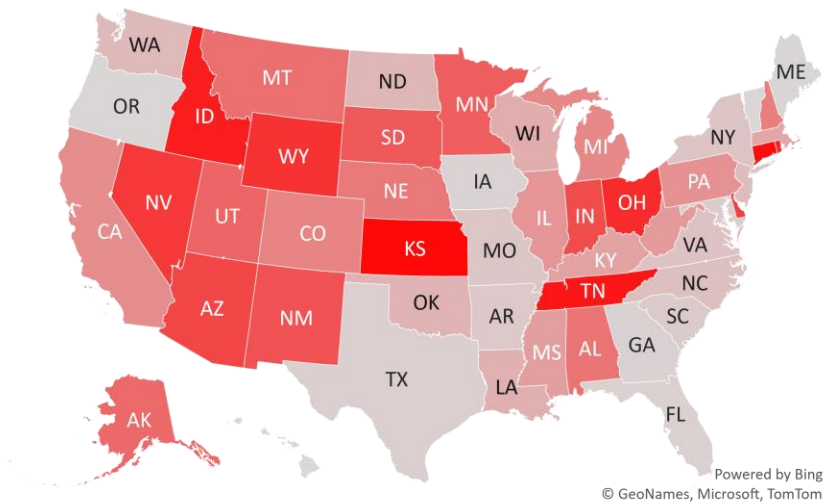 WA
MT
ND
ME
OR
ID
MN
SD
WI
MI
NY
WY
IA
NE
PA
NV
UT
IL
IN
OH
CA
CO
KS
MO
KY
VA
NC
TN
AZ
NM
OK
AR
SC
MS
AL
GA
TX
LA
FL
AK
Powered by Bing
© GeoNames, Microsoft, TomTom